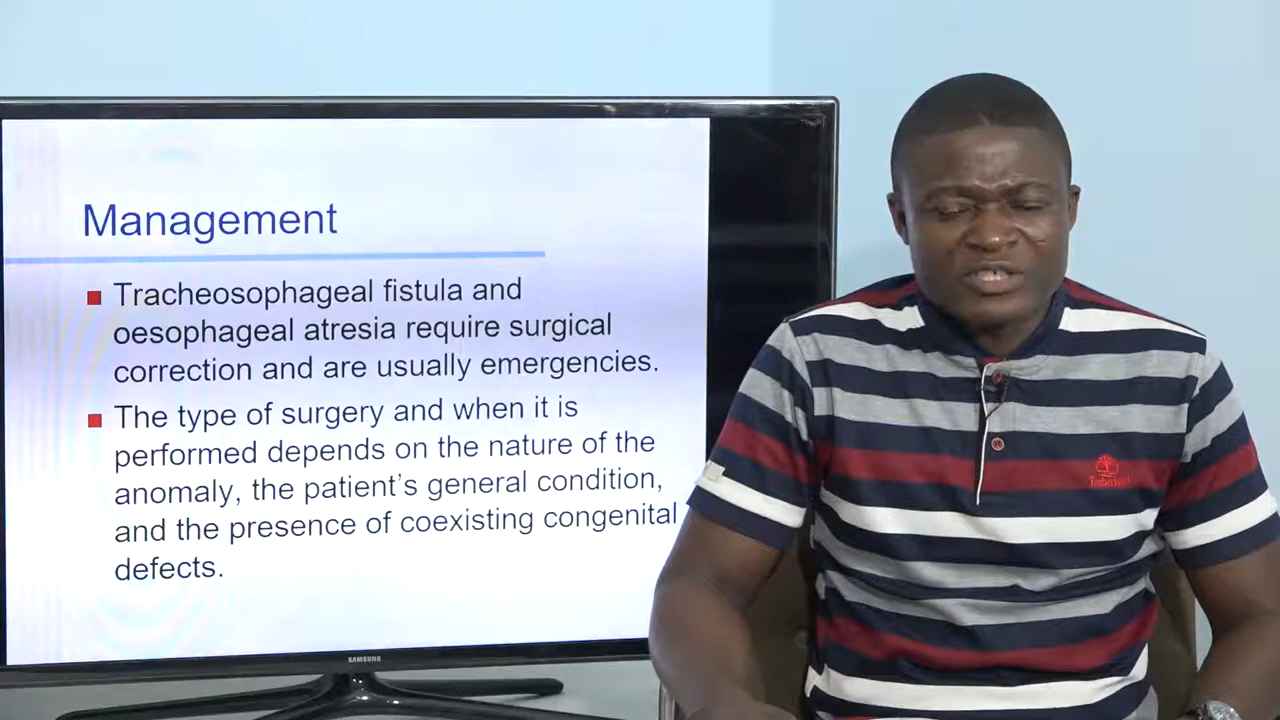 Management
Tracheosophageal fistula and
oesophageal atresia require surgical
correction and are usually emergencies.
The type of surgery and when it is
performed depends on the nature of the
anomaly, the patient's general condition,
and the presence of coexisting congenital
defects.
SAMSUNG
Timberland